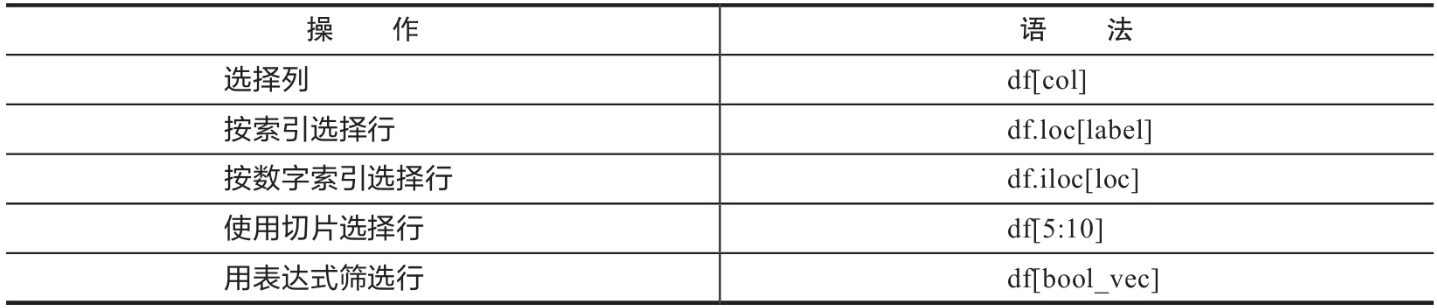 操 作 语 法
选择列 df[col]
按索引选择行 df.loc[label]
按数字索引选择行 df.iloc[loc]
使用切片选择行 df[5:10]
用表达式筛选行 df[bool_vec]